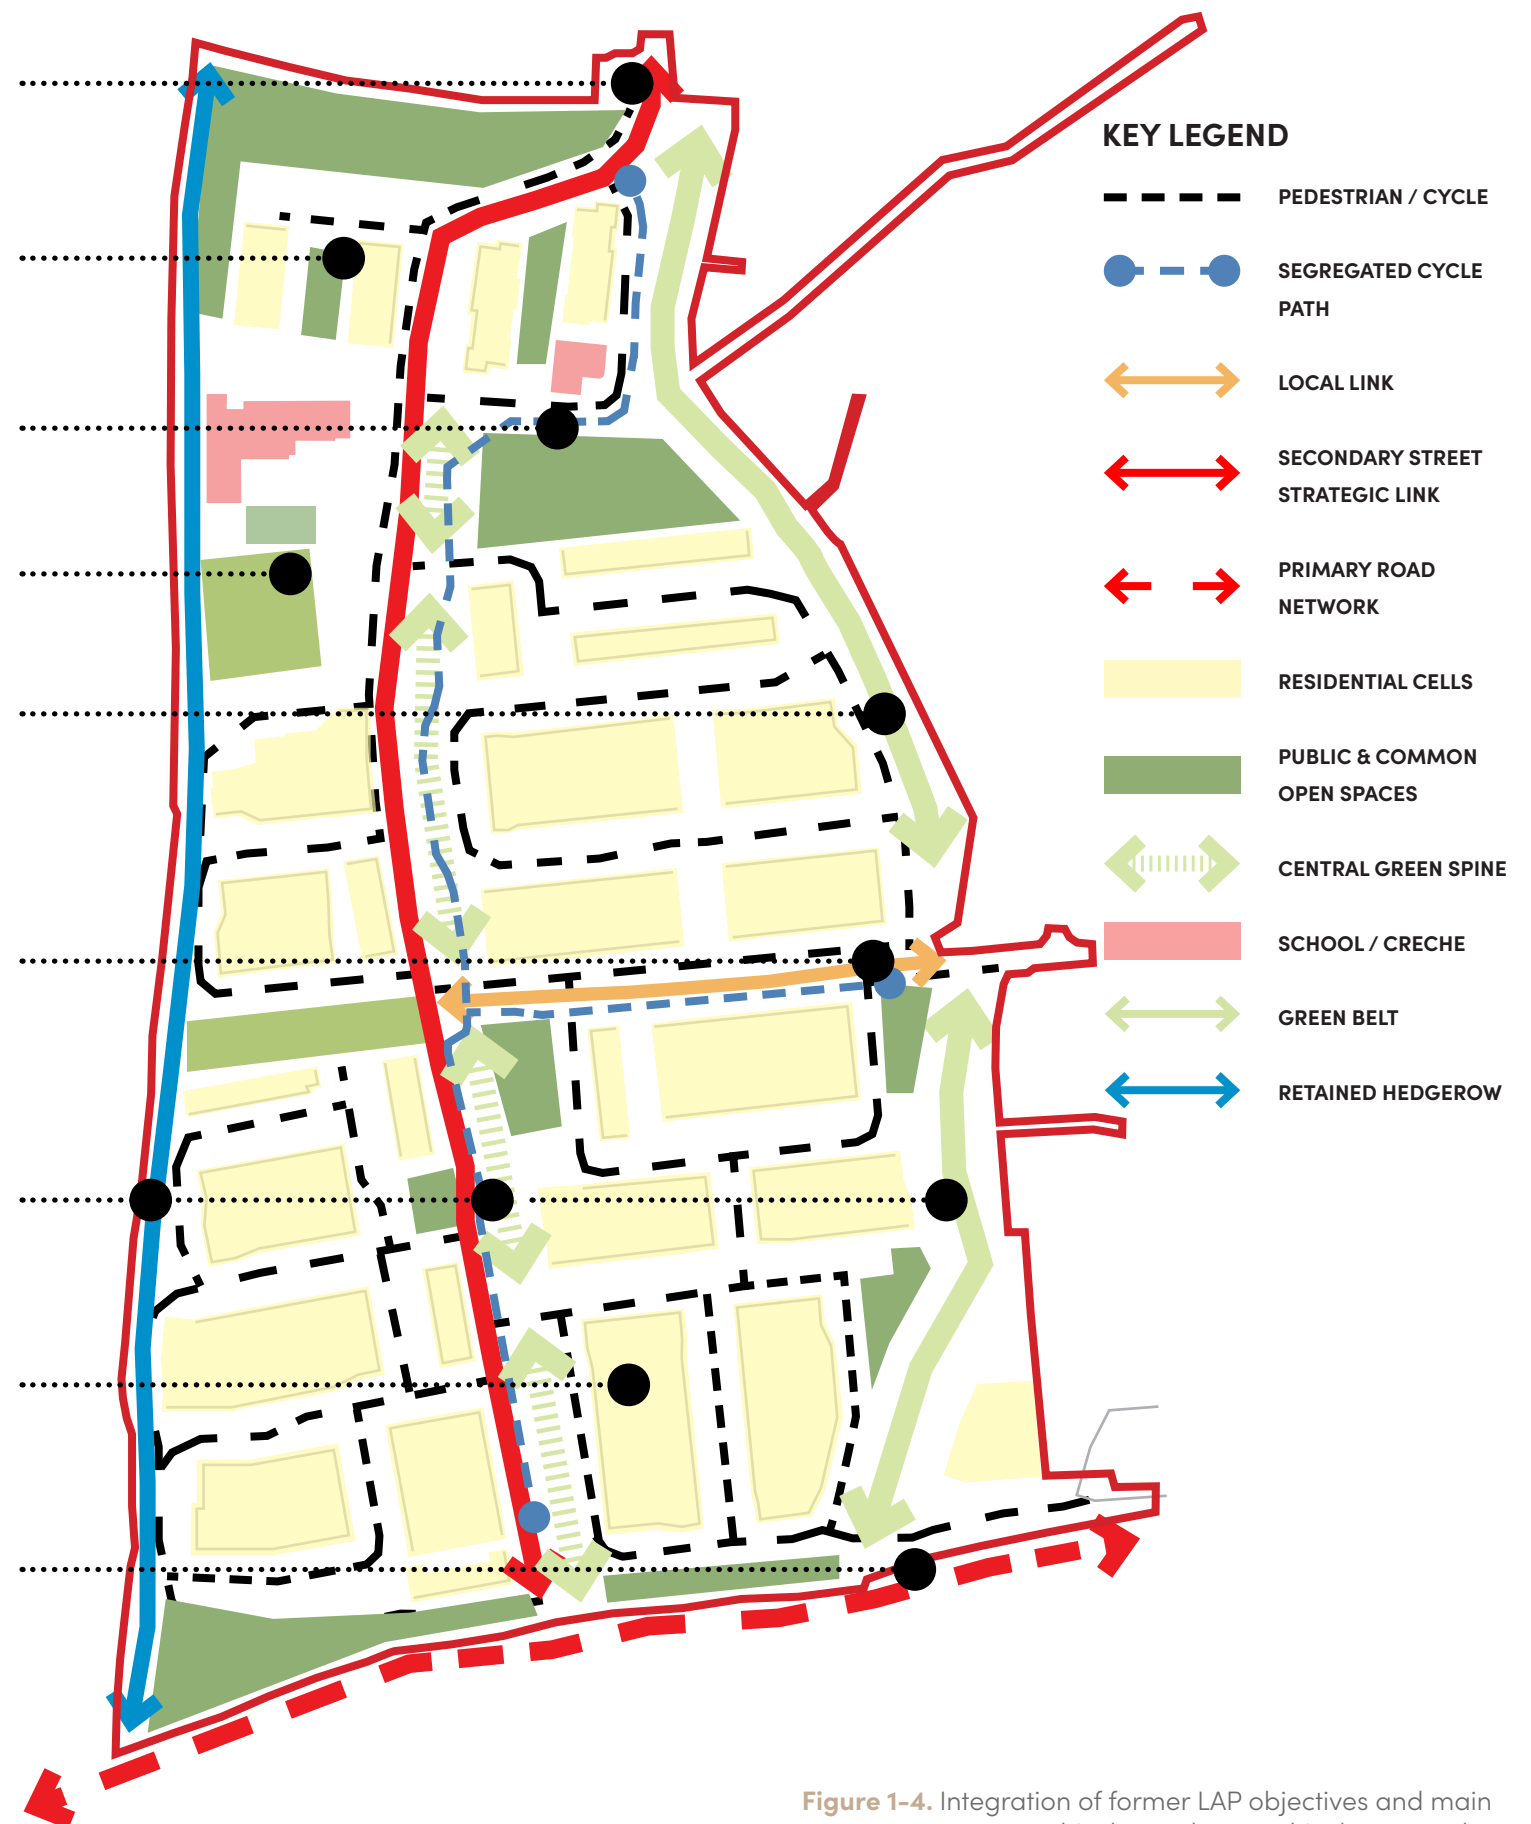 KEY LEGEND
PEDESTRIAN / CYCLE
SEGREGATED CYCLE
PATH
LOCAL LINK
SECONDARY STREET
STRATEGIC LINK
PRIMARY ROAD
NETWORK
RESIDENTIAL CELLS
PUBLIC & COMMON
OPEN SPACES
CENTRAL GREEN SPINE
SCHOOL / CRECHE
GREEN BELT
RETAINED HEDGEROW
Figure 1-4. Integration of former LAP objectives and main